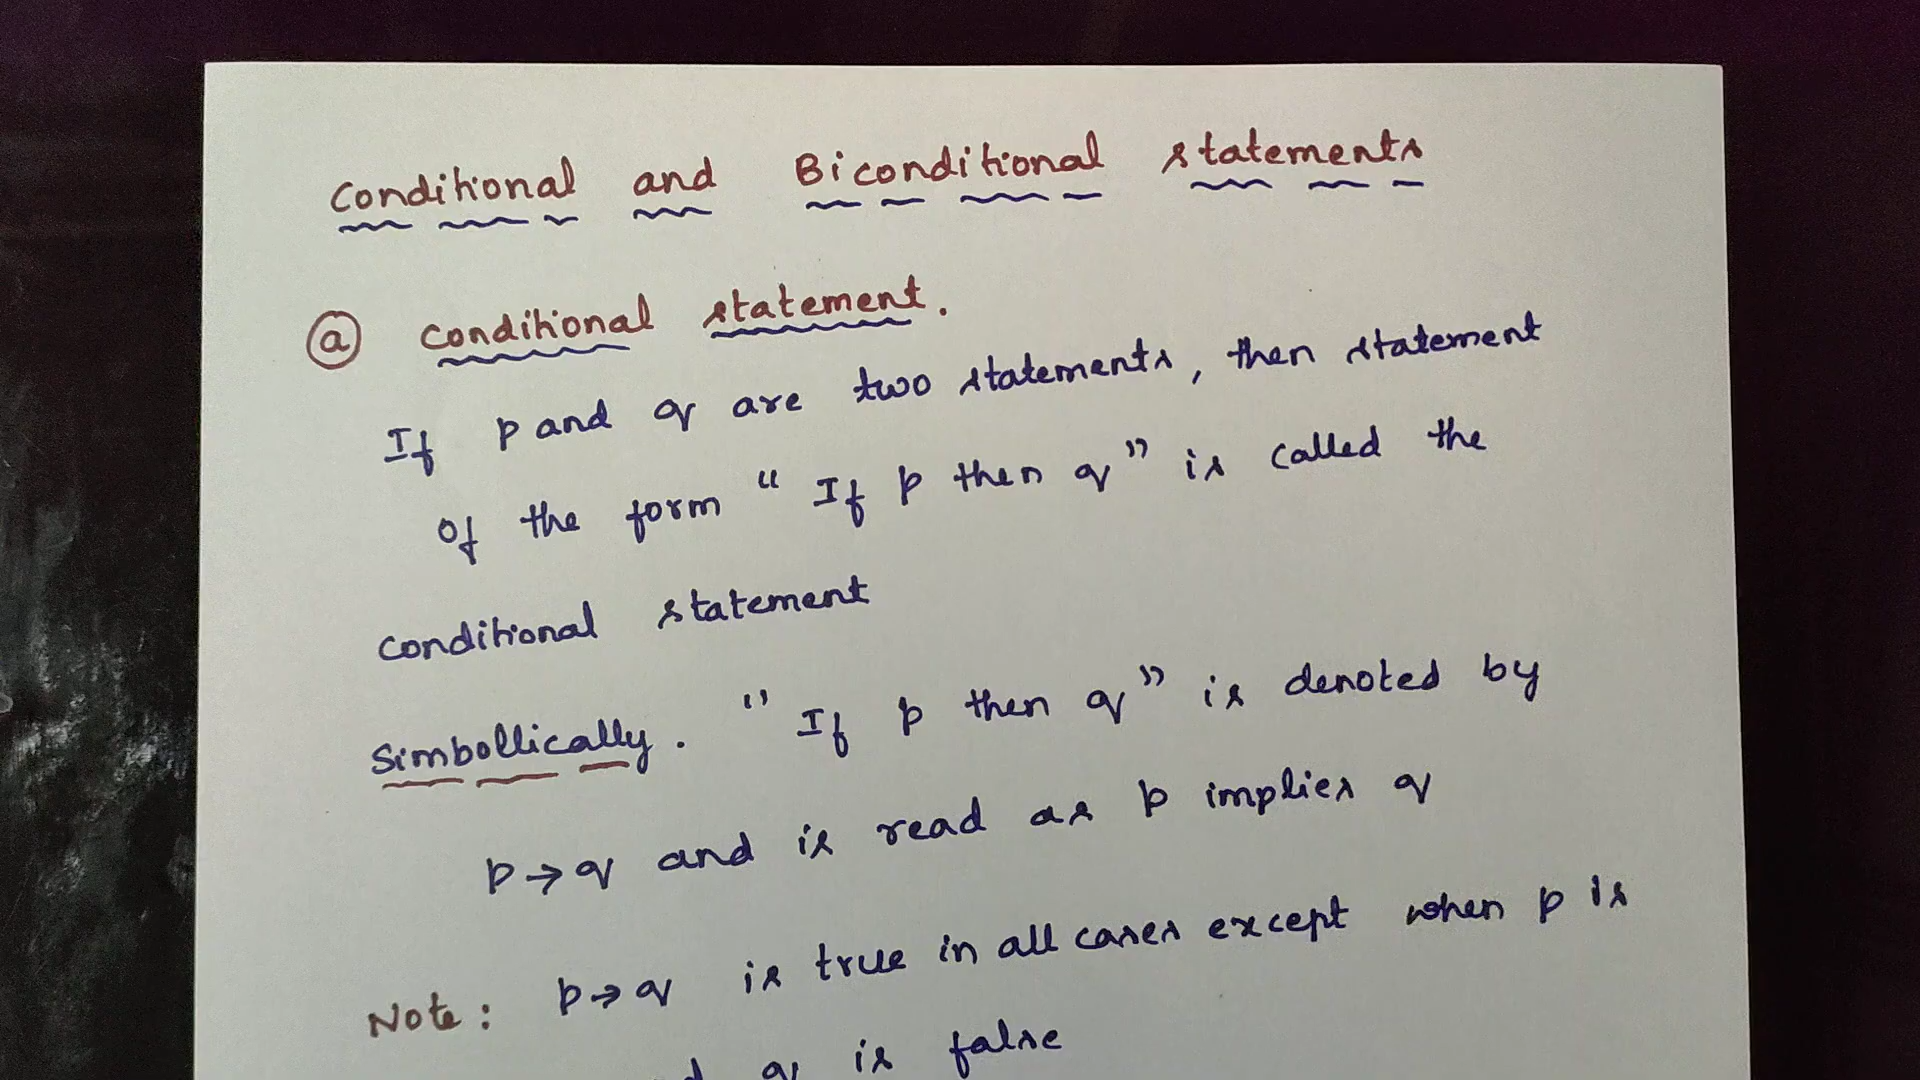 Conditional and Biconditional statements
(a) conditional statement.
If p and q are two statements, then statement
of the form " If p then q " is called the
conditional statement
Simbollically. " If p then q " is denoted by
p → q and is read as p implies q
Note: p → q is true in all cases except when p is
q is false